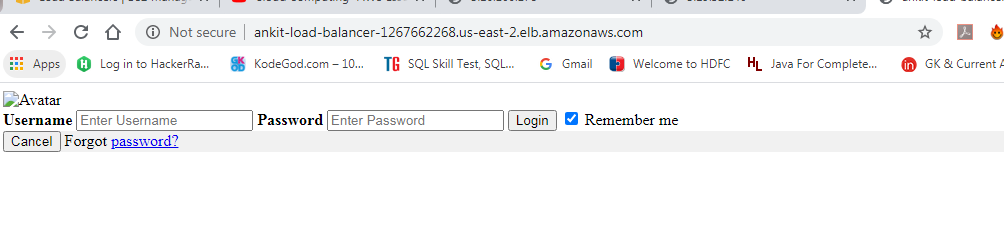 Not secure ankit-load-balancer-1267662268.us-east-2.elb.amazonaws.com
Apps Log in to HackerRa... KodeGod.com – 10... SQL Skill Test, SQL... Gmail Welcome to HDFC Java For Complete... GK & Current A
Avatar
Username Enter Username Password Enter Password Login Remember me
Cancel Forgot password?